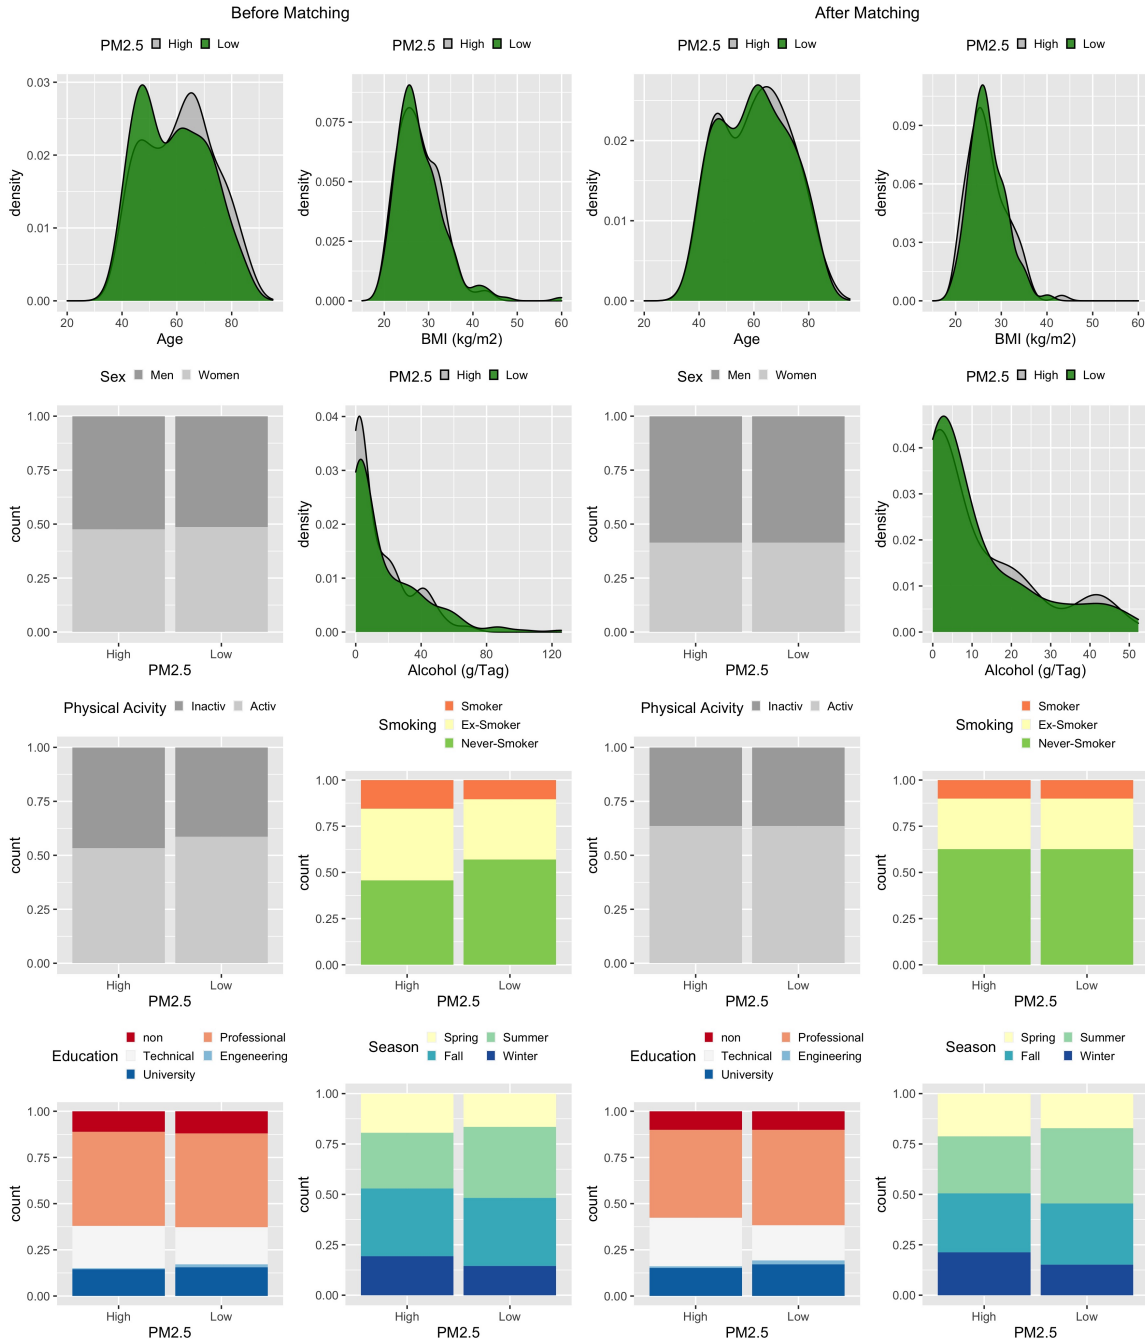 Before Matching
After Matching
PM2.5 High Low
PM2.5 High Low
PM2.5 High Low
PM2.5 High Low
0.03
0.02
0.01
0.00
density
20 40 60 80
Age
0.075
0.050
0.025
0.00
density
20 30 40 50 60
BMI (kg/m2)
0.02
0.01
0.00
density
20 40 60 80
Age
0.09
0.06
0.03
0.00
density
20 30 40 50 60
BMI (kg/m2)
Sex Men Women
1.00
0.75
0.50
0.25
0.00
count
High Low
PM2.5
PM2.5 High Low
0.04
0.03
0.02
0.01
0.00
density
0 40 80 120
Alcohol (g/Tag)
Sex Men Women
1.00
0.75
0.50
0.25
0.00
count
High Low
PM2.5
PM2.5 High Low
0.04
0.03
0.02
0.01
0.00
density
0 10 20 30 40 50
Alcohol (g/Tag)
Physical Acivity Inactiv Activ
1.00
0.75
0.50
0.25
0.00
count
High Low
PM2.5
Smoking
Smoker
Ex-Smoker
Never-Smoker
1.00
0.75
0.50
0.25
0.00
count
High Low
PM2.5
Physical Acivity Inactiv Activ
1.00
0.75
0.50
0.25
0.00
count
High Low
PM2.5
Smoking
Smoker
Ex-Smoker
Never-Smoker
1.00
0.75
0.50
0.25
0.00
count
High Low
PM2.5
Education
non Professional
Technical Engeneering
University
1.00
0.75
0.50
0.25
0.00
count
High Low
PM2.5
Season
Spring Summer
Fall Winter
1.00
0.75
0.50
0.25
0.00
count
High Low
PM2.5
Education
non Professional
Technical Engineering
University
1.00
0.75
0.50
0.25
0.00
count
High Low
PM2.5
Season
Spring Summer
Fall Winter
1.00
0.75
0.50
0.25
0.00
count
High Low
PM2.5